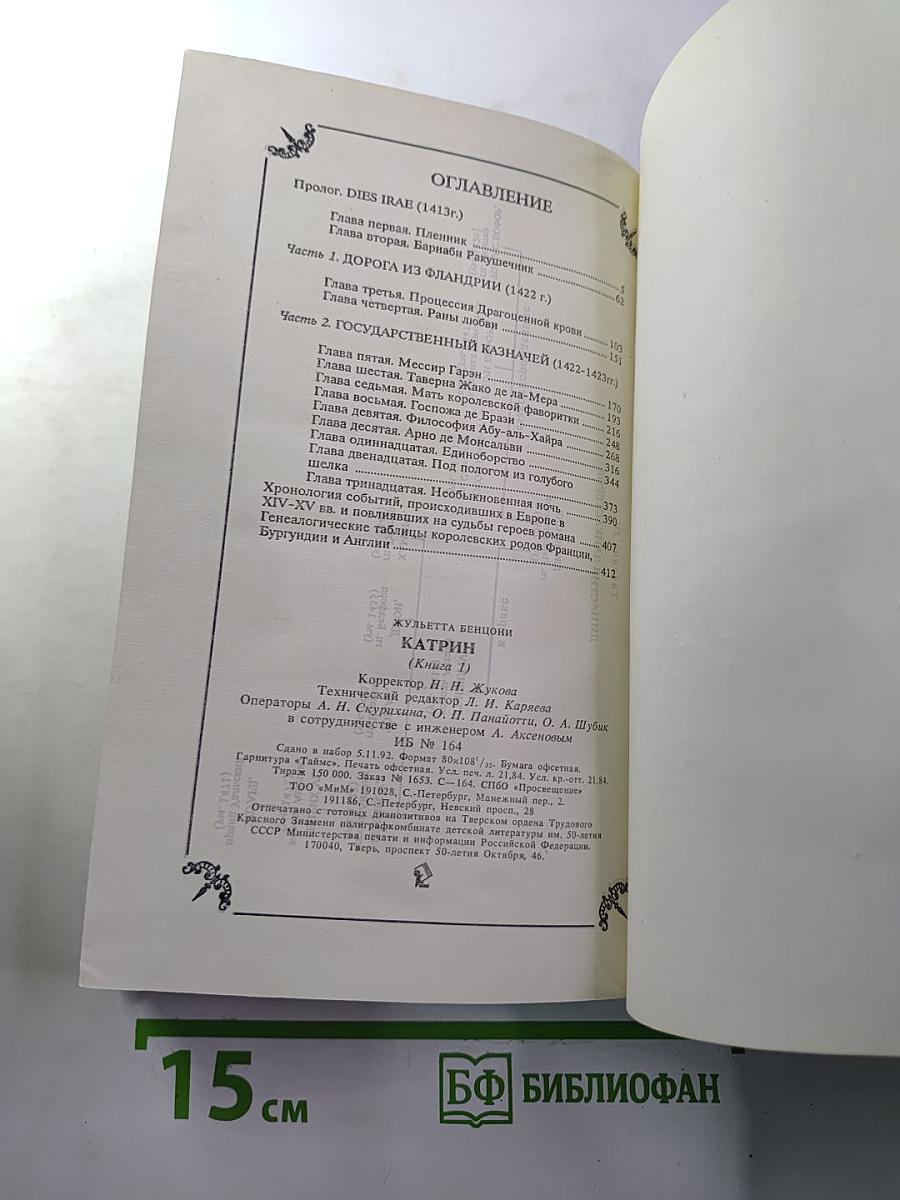 ОГЛАВЛЕНИЕ
Пролог. DIES IRAE (1413г.)
Глава первая. Пленник ........ 5
Глава вторая. Барнаби Ракушечник ........ 62
Часть 1. ДОРОГА ИЗ ФЛАНДРИИ (1422 г.)
Глава третья. Процессия Драгоценной крови ........ 103
Глава четвертая. Раны любви ........ 151
Часть 2. ГОСУДАРСТВЕННЫЙ КАЗНАЧЕЙ (1422-1423гг.)
Глава пятая. Мессир Гарэн ........ 170
Глава шестая. Таверна Жако де ла-Мера ........ 193
Глава седьмая. Мать королевской фаворитки ........ 216
Глава восьмая. Госпожа де Брази ........ 248
Глава девятая. Философия Абу-аль-Хайра ........ 268
Глава десятая. Арно де Монсальви ........ 316
Глава одиннадцатая. Единоборство ........ 344
Глава двенадцатая. Под пологом из голубого
шелка ........ 373
Глава тринадцатая. Необыкновенная ночь ........ 390
Хронология событий, происходивших в Европе в
XIV-XV вв. и повлиявших на судьбы героев романа ........ 407
Генеалогические таблицы королевских родов Франции,
Бургундии и Англии ........ 412
ЖУЛЬЕТТА БЕНЦОНИ
КАТРИН
(Книга 1)
Корректор Н. Н. Жукова
Технический редактор Л. И. Каряева
Операторы А. Н. Скурихина, О. П. Панайотти, О. А. Шубик
в сотрудничестве с инженером А. Аксеновым
ИБ № 164
Сдано в набор 5.11.92. Формат 80×108¹/₃₂. Бумага офсетная.
Гарнитура «Таймс». Печать офсетная. Усл. печ. л. 21,84. Усл. кр.-отт. 21,84.
Тираж 150 000. Заказ № 1653. С—164. СПбО «Просвещение»
ТОО «МиМ» 191028, С.-Петербург, Манежный пер., 2.
191186, С.-Петербург, Невский просп., 28
Отпечатано с готовых диапозитивов на Тверском ордена Трудового
Красного Знамени полиграфкомбинате детской литературы им. 50-летия
СССР Министерства печати и информации Российской Федерации.
170040, Тверь, проспект 50-летия Октября, 46.
15 см
БФ БИБЛИОФАН